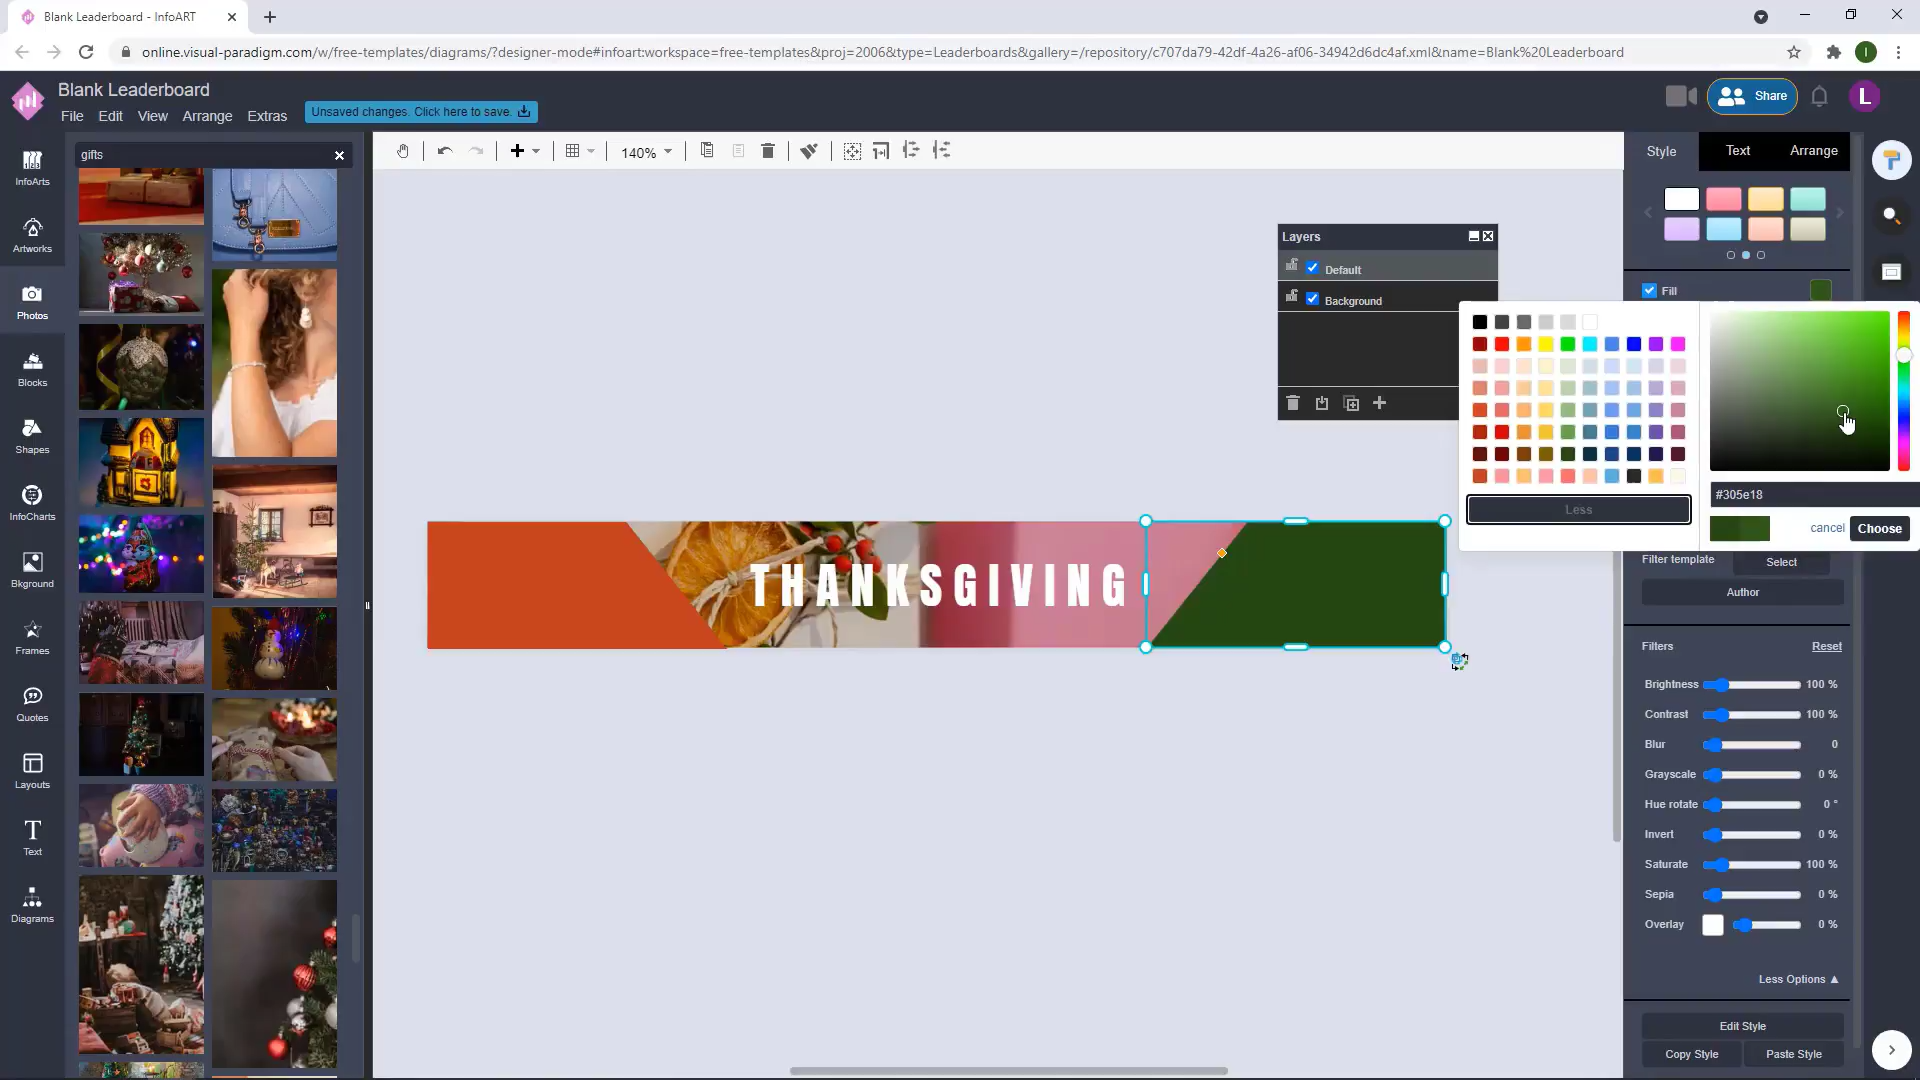 Blank Leaderboard - InfoART
online.visual-paradigm.com/w/free-templates/diagrams/?designer-mode#infoart:workspace=free-templates&proj=2006&type=Leaderboards&gallery=/repository/c707da79-42df-4a26-af06-34942d6dc4af.xml&name=Blank%20Leaderboard
I
Blank Leaderboard
File Edit View Arrange Extras
Unsaved changes. Click here to save.
Share
L
gifts
140%
Style Text Arrange
InfoArts
Artworks
Photos
Blocks
Shapes
InfoCharts
Bkground
Frames
Quotes
Layouts
Text
Diagrams
Layers
Default
Background
Fill
Less
#305e18
cancel Choose
THANKSGIVING
Filter template Select
Author
Filters Reset
Brightness 100 %
Contrast 100 %
Blur 0
Grayscale 0 %
Hue rotate 0 °
Invert 0 %
Saturate 100 %
Sepia 0 %
Overlay 0 %
Less Options ▲
Edit Style
Copy Style Paste Style